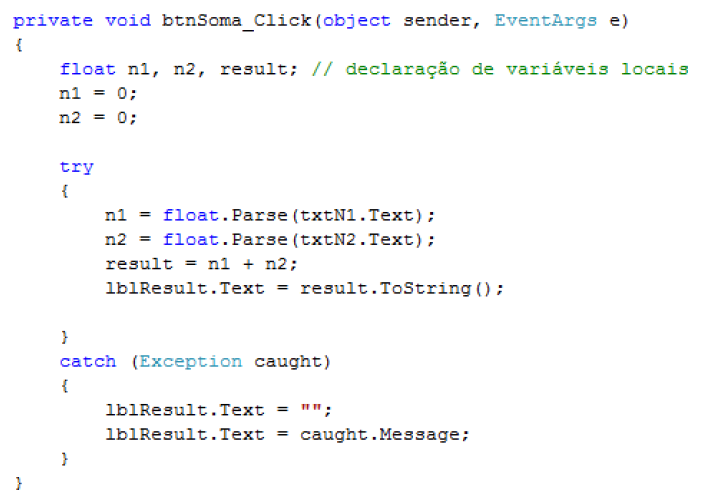 private void btnSoma_Click(object sender, EventArgs e)
{
    float n1, n2, result; // declaração de variáveis locais
    n1 = 0;
    n2 = 0;

    try
    {
        n1 = float.Parse(txtN1.Text);
        n2 = float.Parse(txtN2.Text);
        result = n1 + n2;
        lblResult.Text = result.ToString();

    }
    catch (Exception caught)
    {
        lblResult.Text = "";
        lblResult.Text = caught.Message;
    }
}